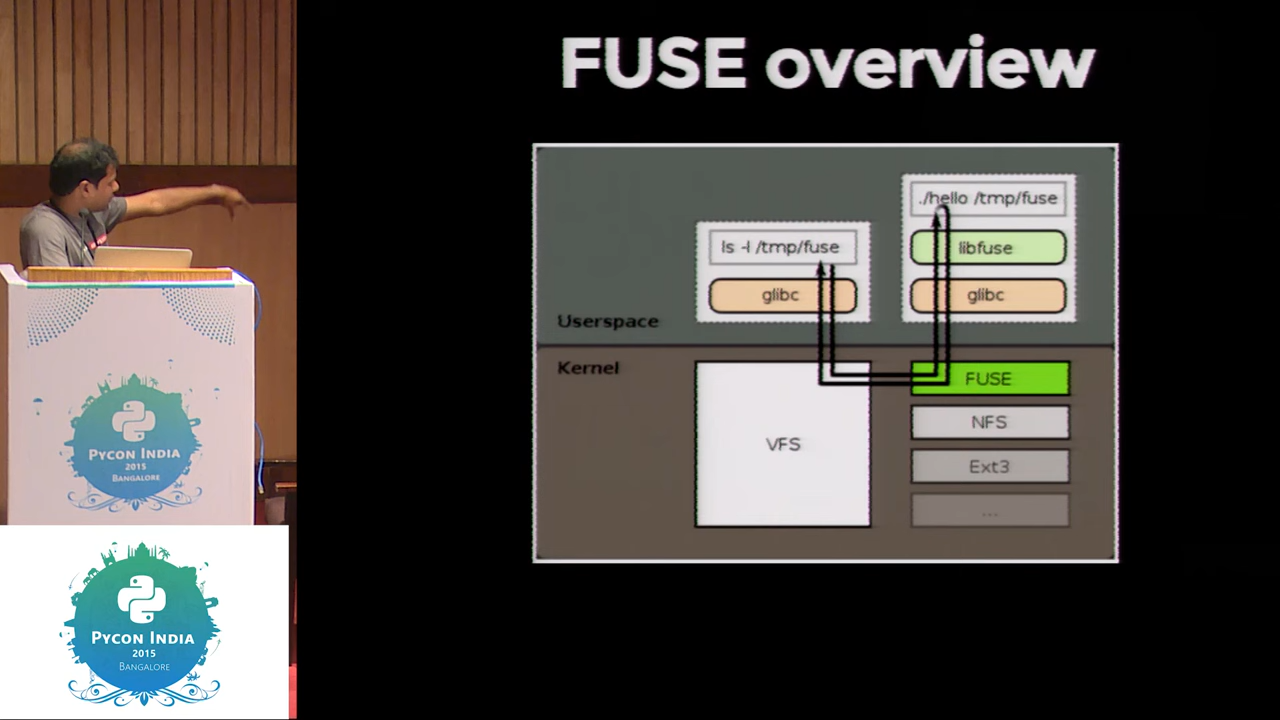 FUSE overview
./hello /tmp/fuse
ls -l /tmp/fuse
libfuse
glibc
glibc
Userspace
Kernel
FUSE
VFS
NFS
Ext3
...
PYCON INDIA
2015
BANGALORE
PYCON INDIA
2015
BANGALORE